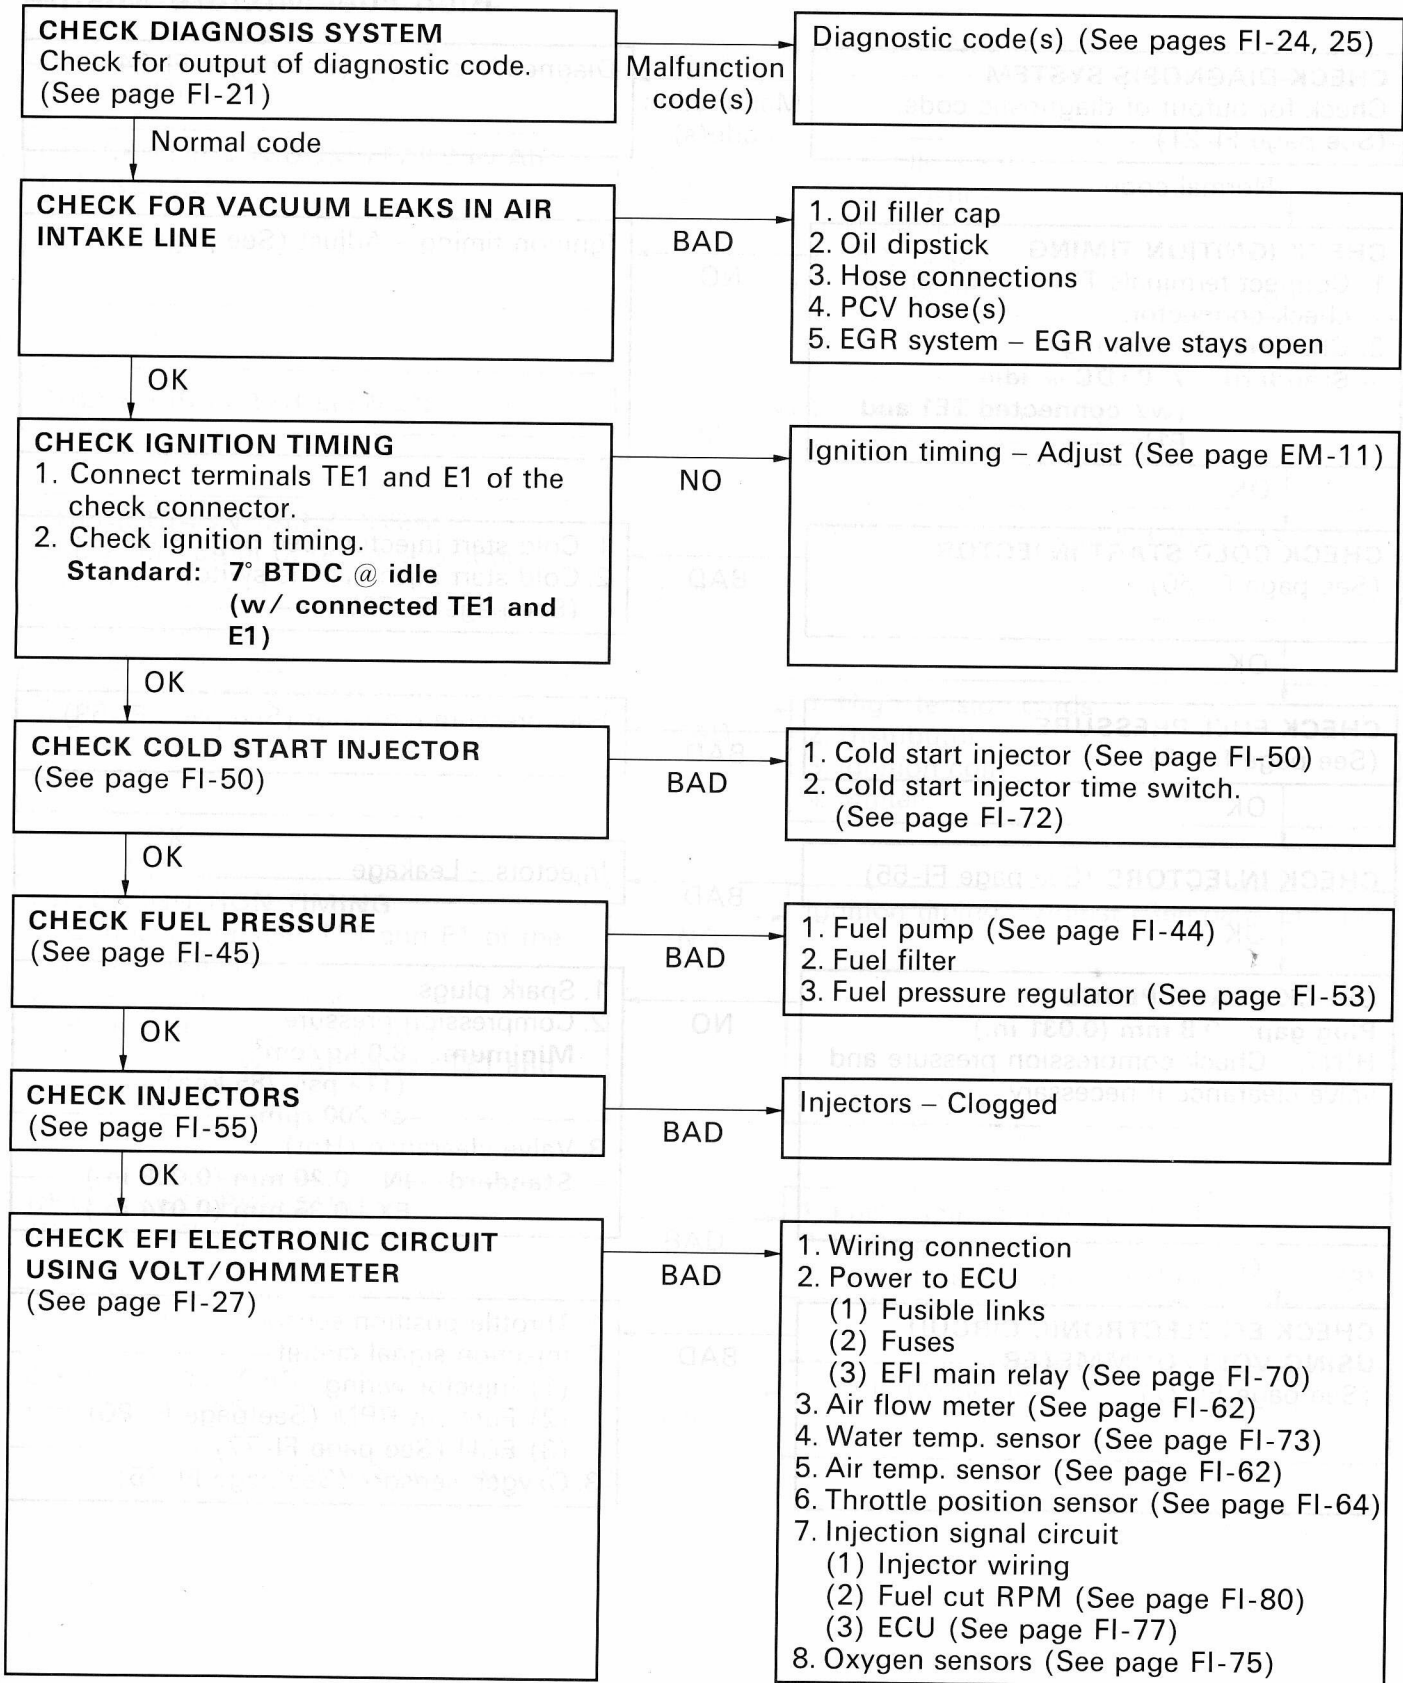 CHECK DIAGNOSIS SYSTEM
Check for output of diagnostic code.
(See page FI-21)
Malfunction
code(s)
Diagnostic code(s) (See pages FI-24, 25)
Normal code
CHECK FOR VACUUM LEAKS IN AIR
INTAKE LINE
BAD
1. Oil filler cap
2. Oil dipstick
3. Hose connections
4. PCV hose(s)
5. EGR system – EGR valve stays open
OK
CHECK IGNITION TIMING
1. Connect terminals TE1 and E1 of the
check connector.
2. Check ignition timing.
Standard: 7° BTDC @ idle
(w/ connected TE1 and
E1)
NO
Ignition timing – Adjust (See page EM-11)
OK
CHECK COLD START INJECTOR
(See page FI-50)
BAD
1. Cold start injector (See page FI-50)
2. Cold start injector time switch.
(See page FI-72)
OK
CHECK FUEL PRESSURE
(See page FI-45)
BAD
1. Fuel pump (See page FI-44)
2. Fuel filter
3. Fuel pressure regulator (See page FI-53)
OK
CHECK INJECTORS
(See page FI-55)
BAD
Injectors – Clogged
OK
CHECK EFI ELECTRONIC CIRCUIT
USING VOLT/OHMMETER
(See page FI-27)
BAD
1. Wiring connection
2. Power to ECU
(1) Fusible links
(2) Fuses
(3) EFI main relay (See page FI-70)
3. Air flow meter (See page FI-62)
4. Water temp. sensor (See page FI-73)
5. Air temp. sensor (See page FI-62)
6. Throttle position sensor (See page FI-64)
7. Injection signal circuit
(1) Injector wiring
(2) Fuel cut RPM (See page FI-80)
(3) ECU (See page FI-77)
8. Oxygen sensors (See page FI-75)